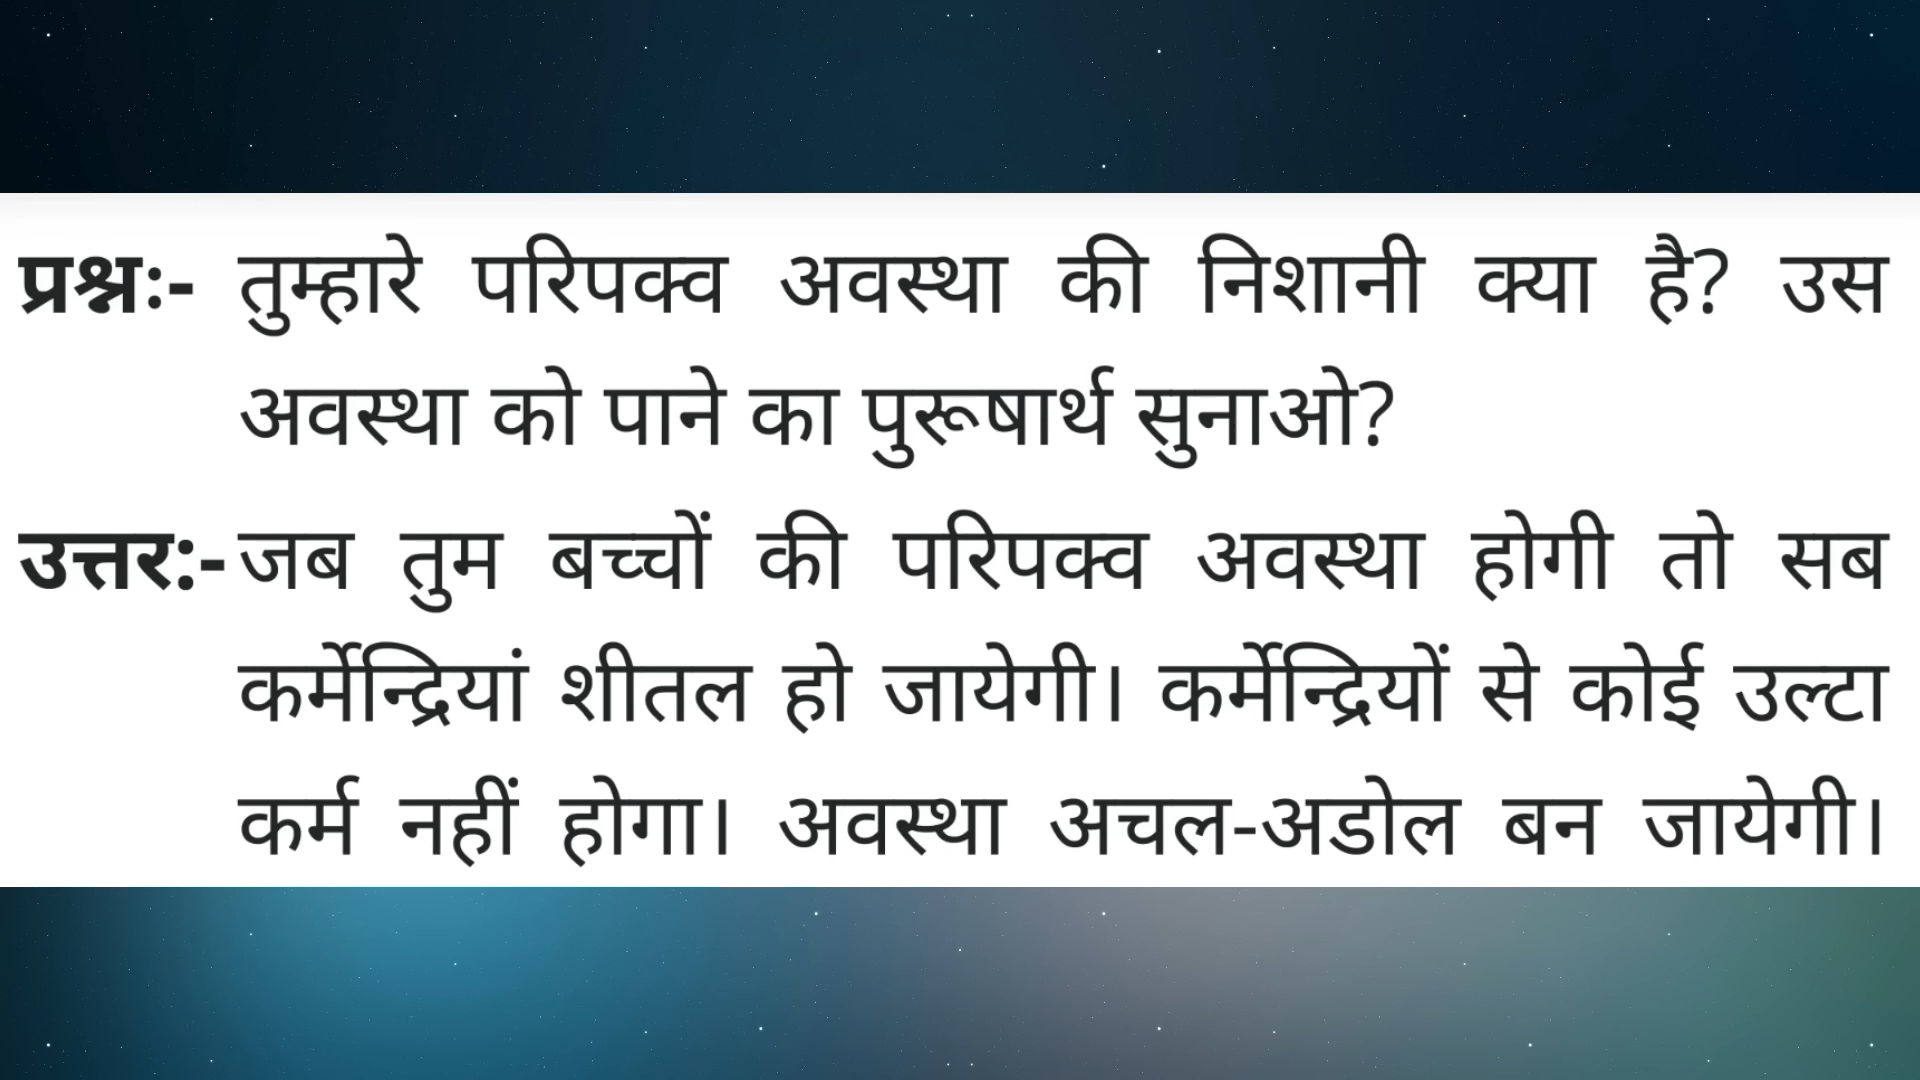 प्रश्नः- तुम्हारे परिपक्व अवस्था की निशानी क्या है? उस
अवस्था को पाने का पुरूषार्थ सुनाओ?
उत्तर:- जब तुम बच्चों की परिपक्व अवस्था होगी तो सब
कर्मेन्द्रियां शीतल हो जायेगी। कर्मेन्द्रियों से कोई उल्टा
कर्म नहीं होगा। अवस्था अचल-अडोल बन जायेगी।